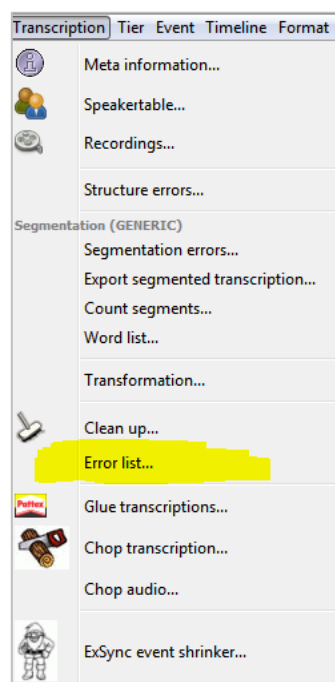 Transcription Tier Event Timeline Format
Meta information...
Speakertable...
Recordings...
Structure errors...
Segmentation (GENERIC)
Segmentation errors...
Export segmented transcription...
Count segments...
Word list...
Transformation...
Clean up...
Error list...
Pattex
Glue transcriptions...
Chop transcription...
Chop audio...
ExSync event shrinker...